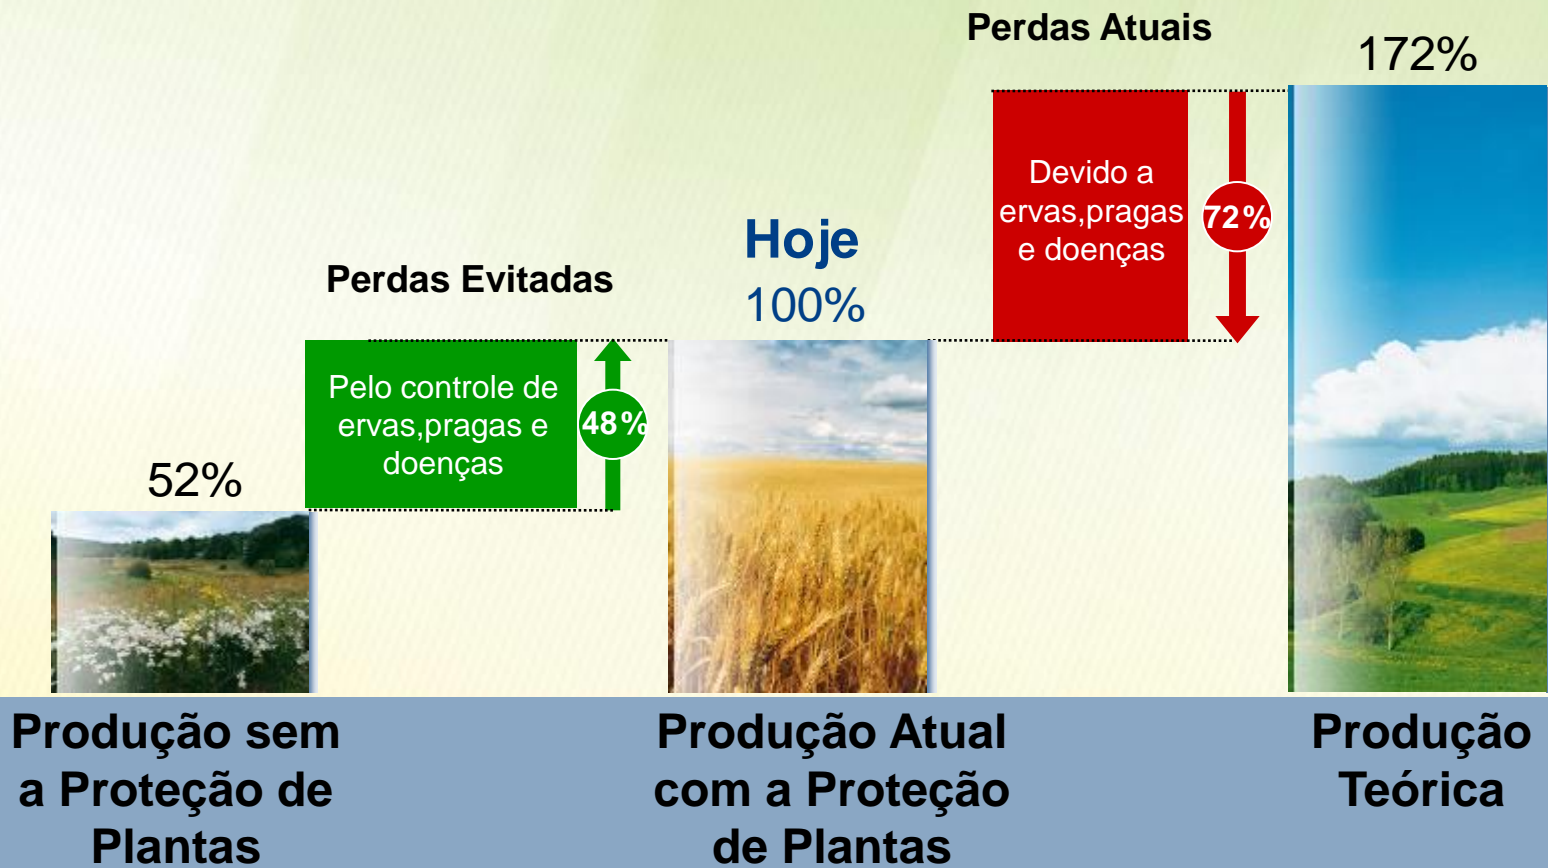 Perdas Atuais
172%
Devido a
ervas,pragas
e doenças
72%
Hoje
100%
Perdas Evitadas
Pelo controle de
ervas,pragas e
doenças
48%
52%
Produção sem
a Proteção de
Plantas
Produção Atual
com a Proteção
de Plantas
Produção
Teórica